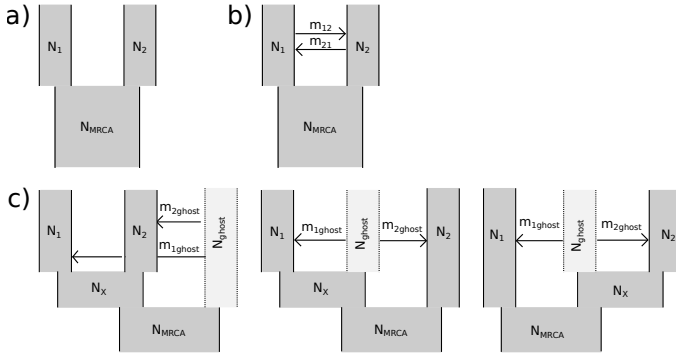 a)
N1 N2
NMRCA
b)
m12
N1 N2
m21
NMRCA
c)
m2ghost
N1 N2 Nghost
m1ghost
NX
NMRCA
N1 m1ghost Nghost m2ghost N2
NX
NMRCA
N1 m1ghost Nghost m2ghost N2
NX
NMRCA